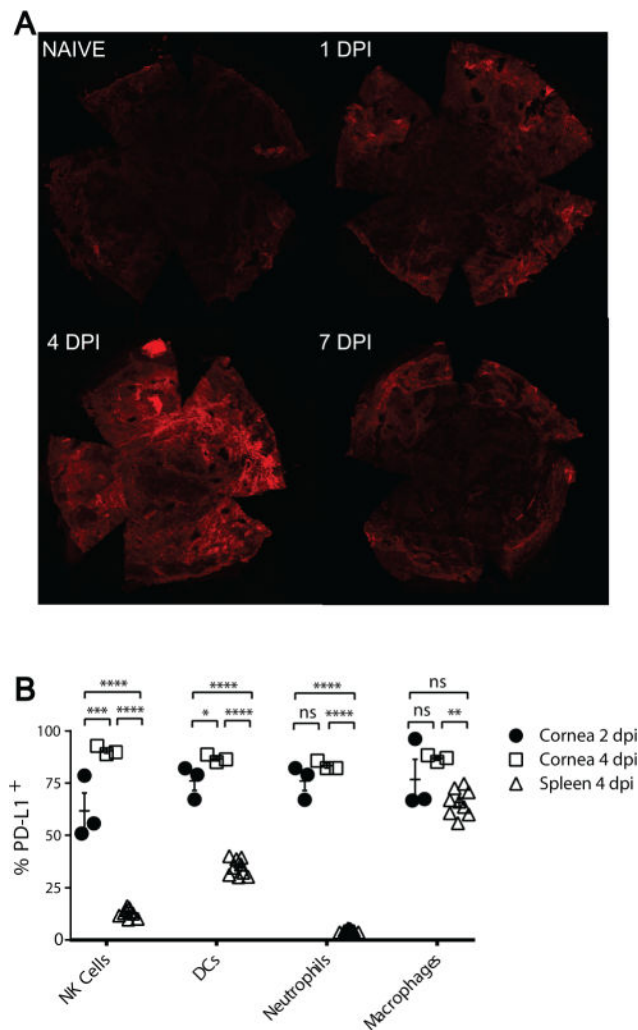 A
NAIVE
1 DPI
4 DPI
7 DPI
B
**** **** **** ns
*** **** * **** ns **** ns **
Cornea 2 dpi
Cornea 4 dpi
Spleen 4 dpi
% PD-L1 +
100
75
50
25
0
NK Cells
DCs
Neutrophils
Macrophages